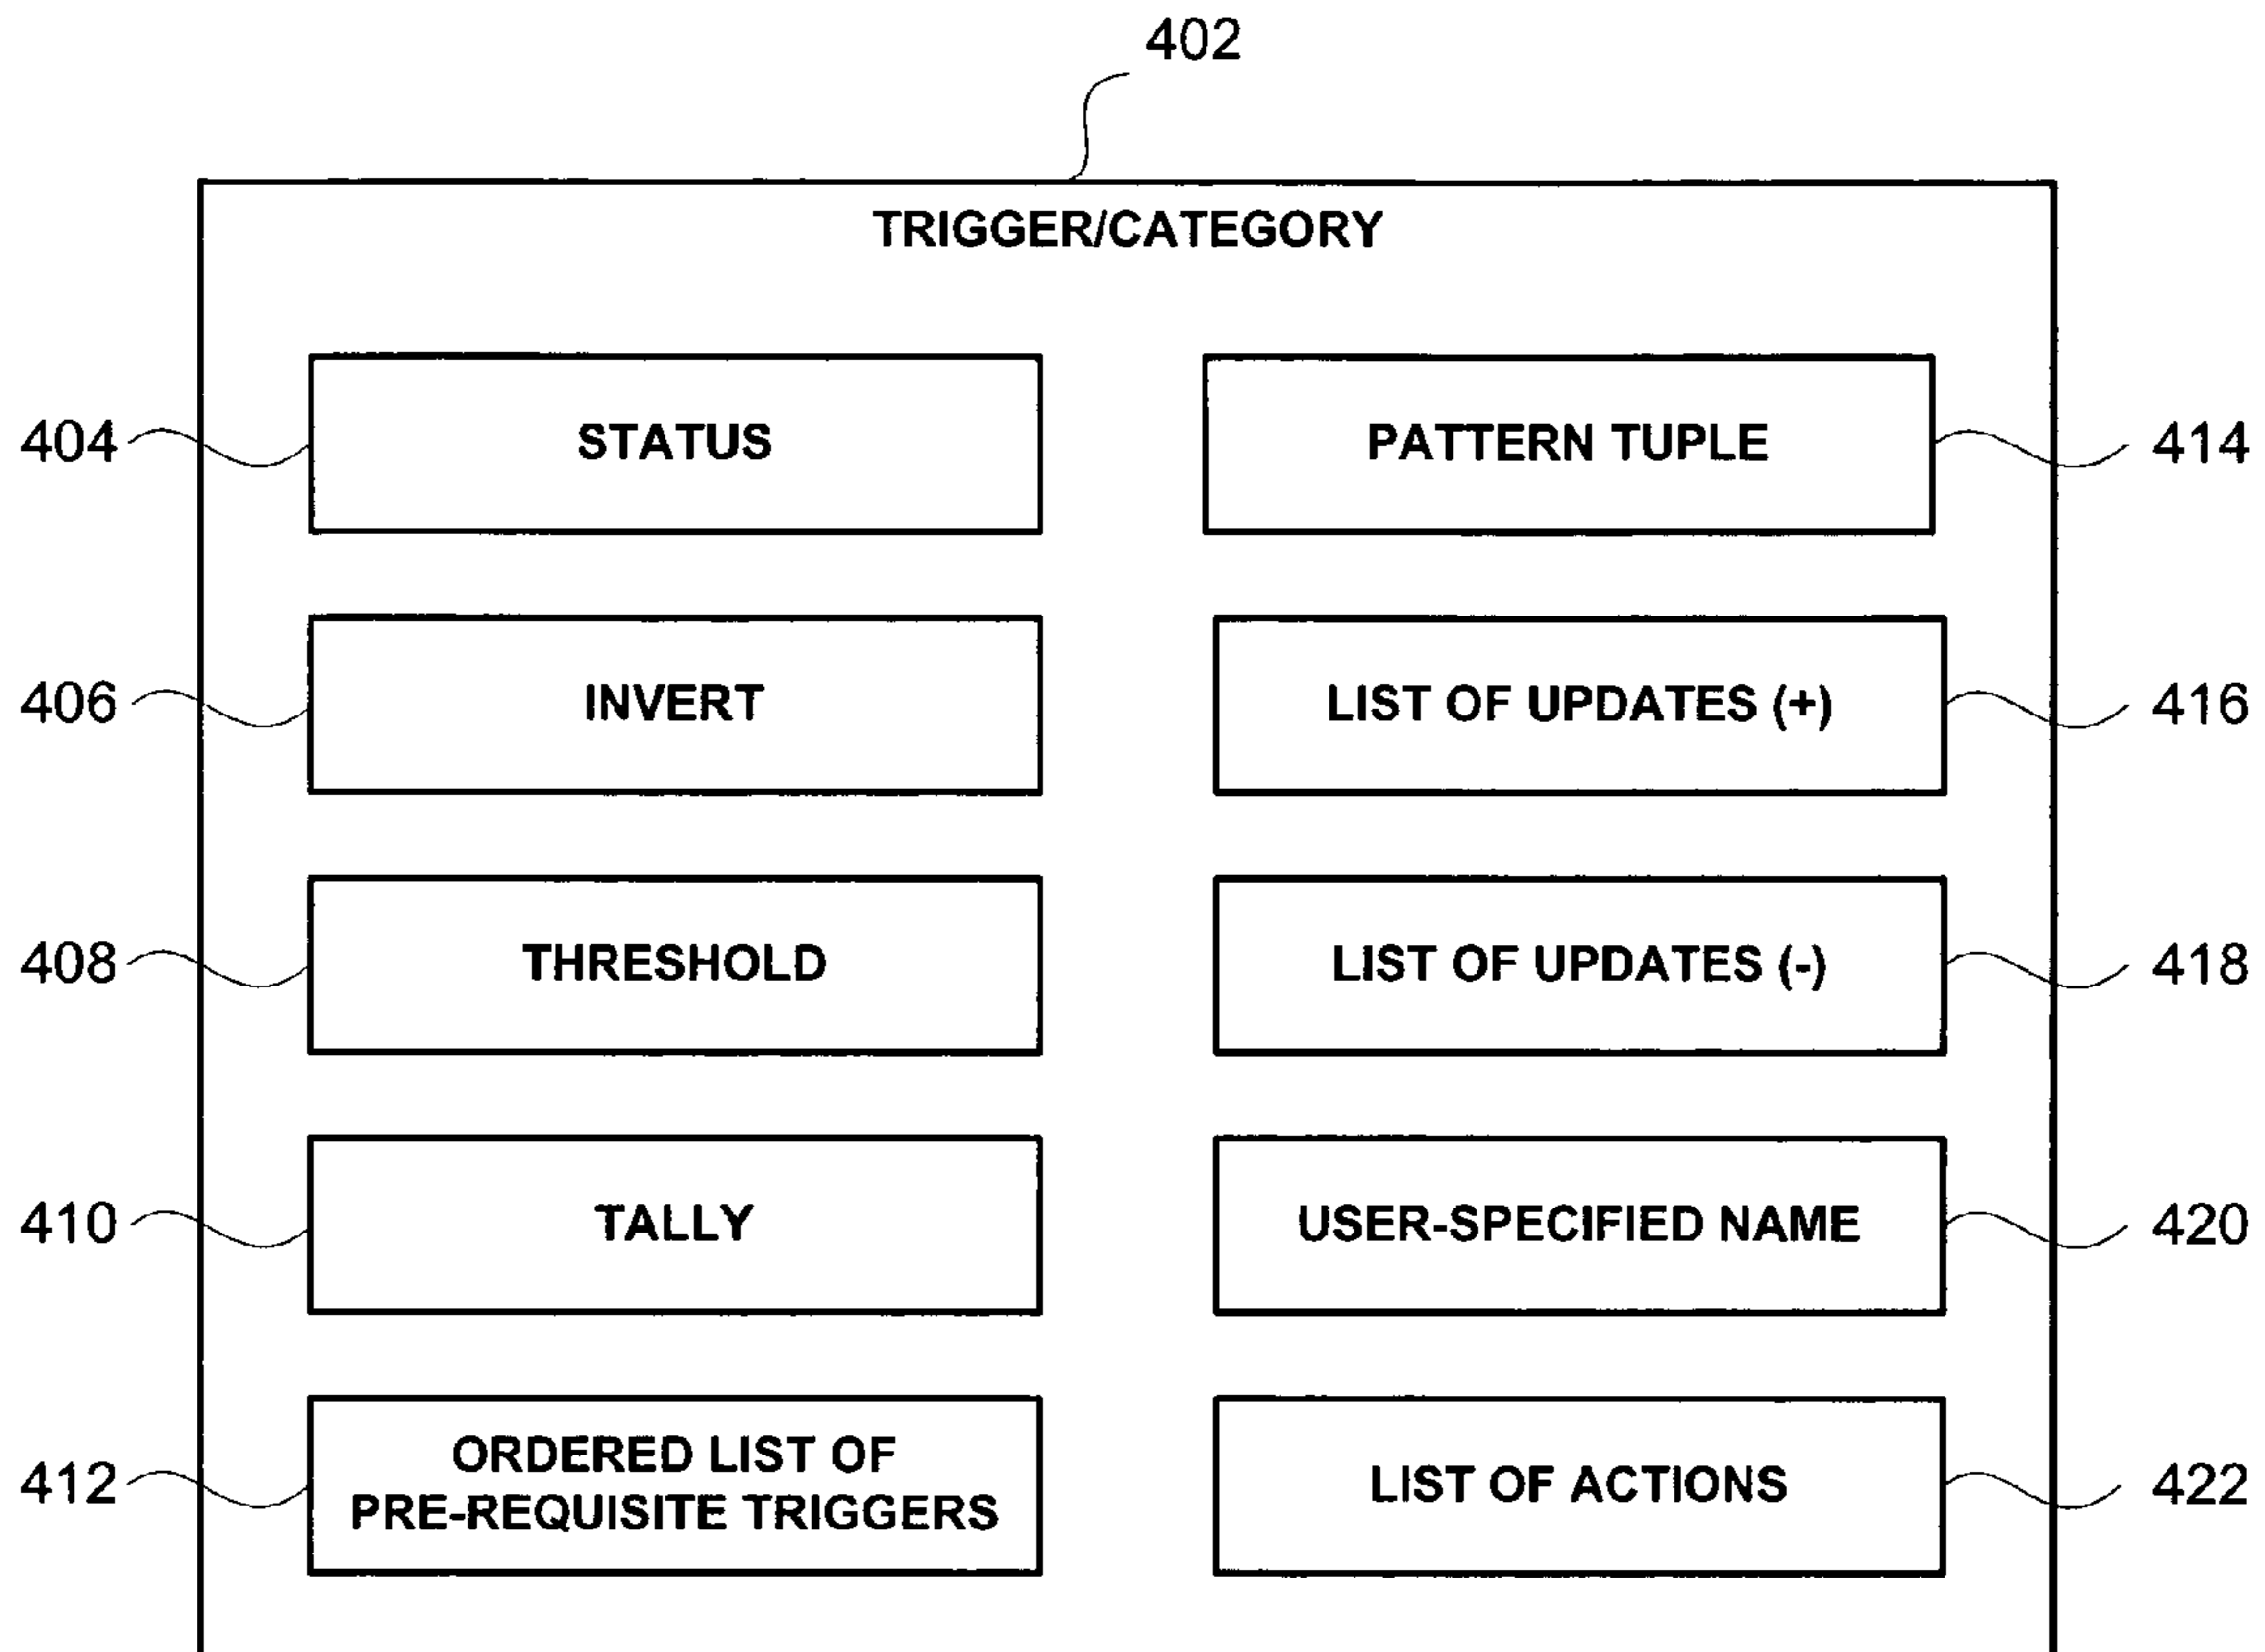 402
TRIGGER/CATEGORY
404 STATUS PATTERN TUPLE 414
406 INVERT LIST OF UPDATES (+) 416
408 THRESHOLD LIST OF UPDATES (-) 418
410 TALLY USER-SPECIFIED NAME 420
412 ORDERED LIST OF
PRE-REQUISITE TRIGGERS LIST OF ACTIONS 422